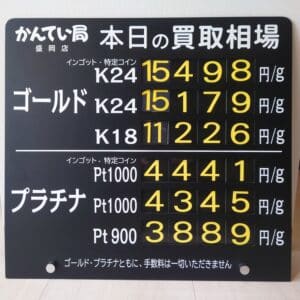 かんてい局 本日の買取相場
盛岡店
インゴット・特定コイン
K24 15498 円/g
ゴールド K24 15179 円/g
K18 11226 円/g
インゴット・特定コイン
Pt1000 4441 円/g
プラチナ Pt1000 4345 円/g
Pt900 3889 円/g
ゴールド・プラチナともに、手数料は一切いただきません